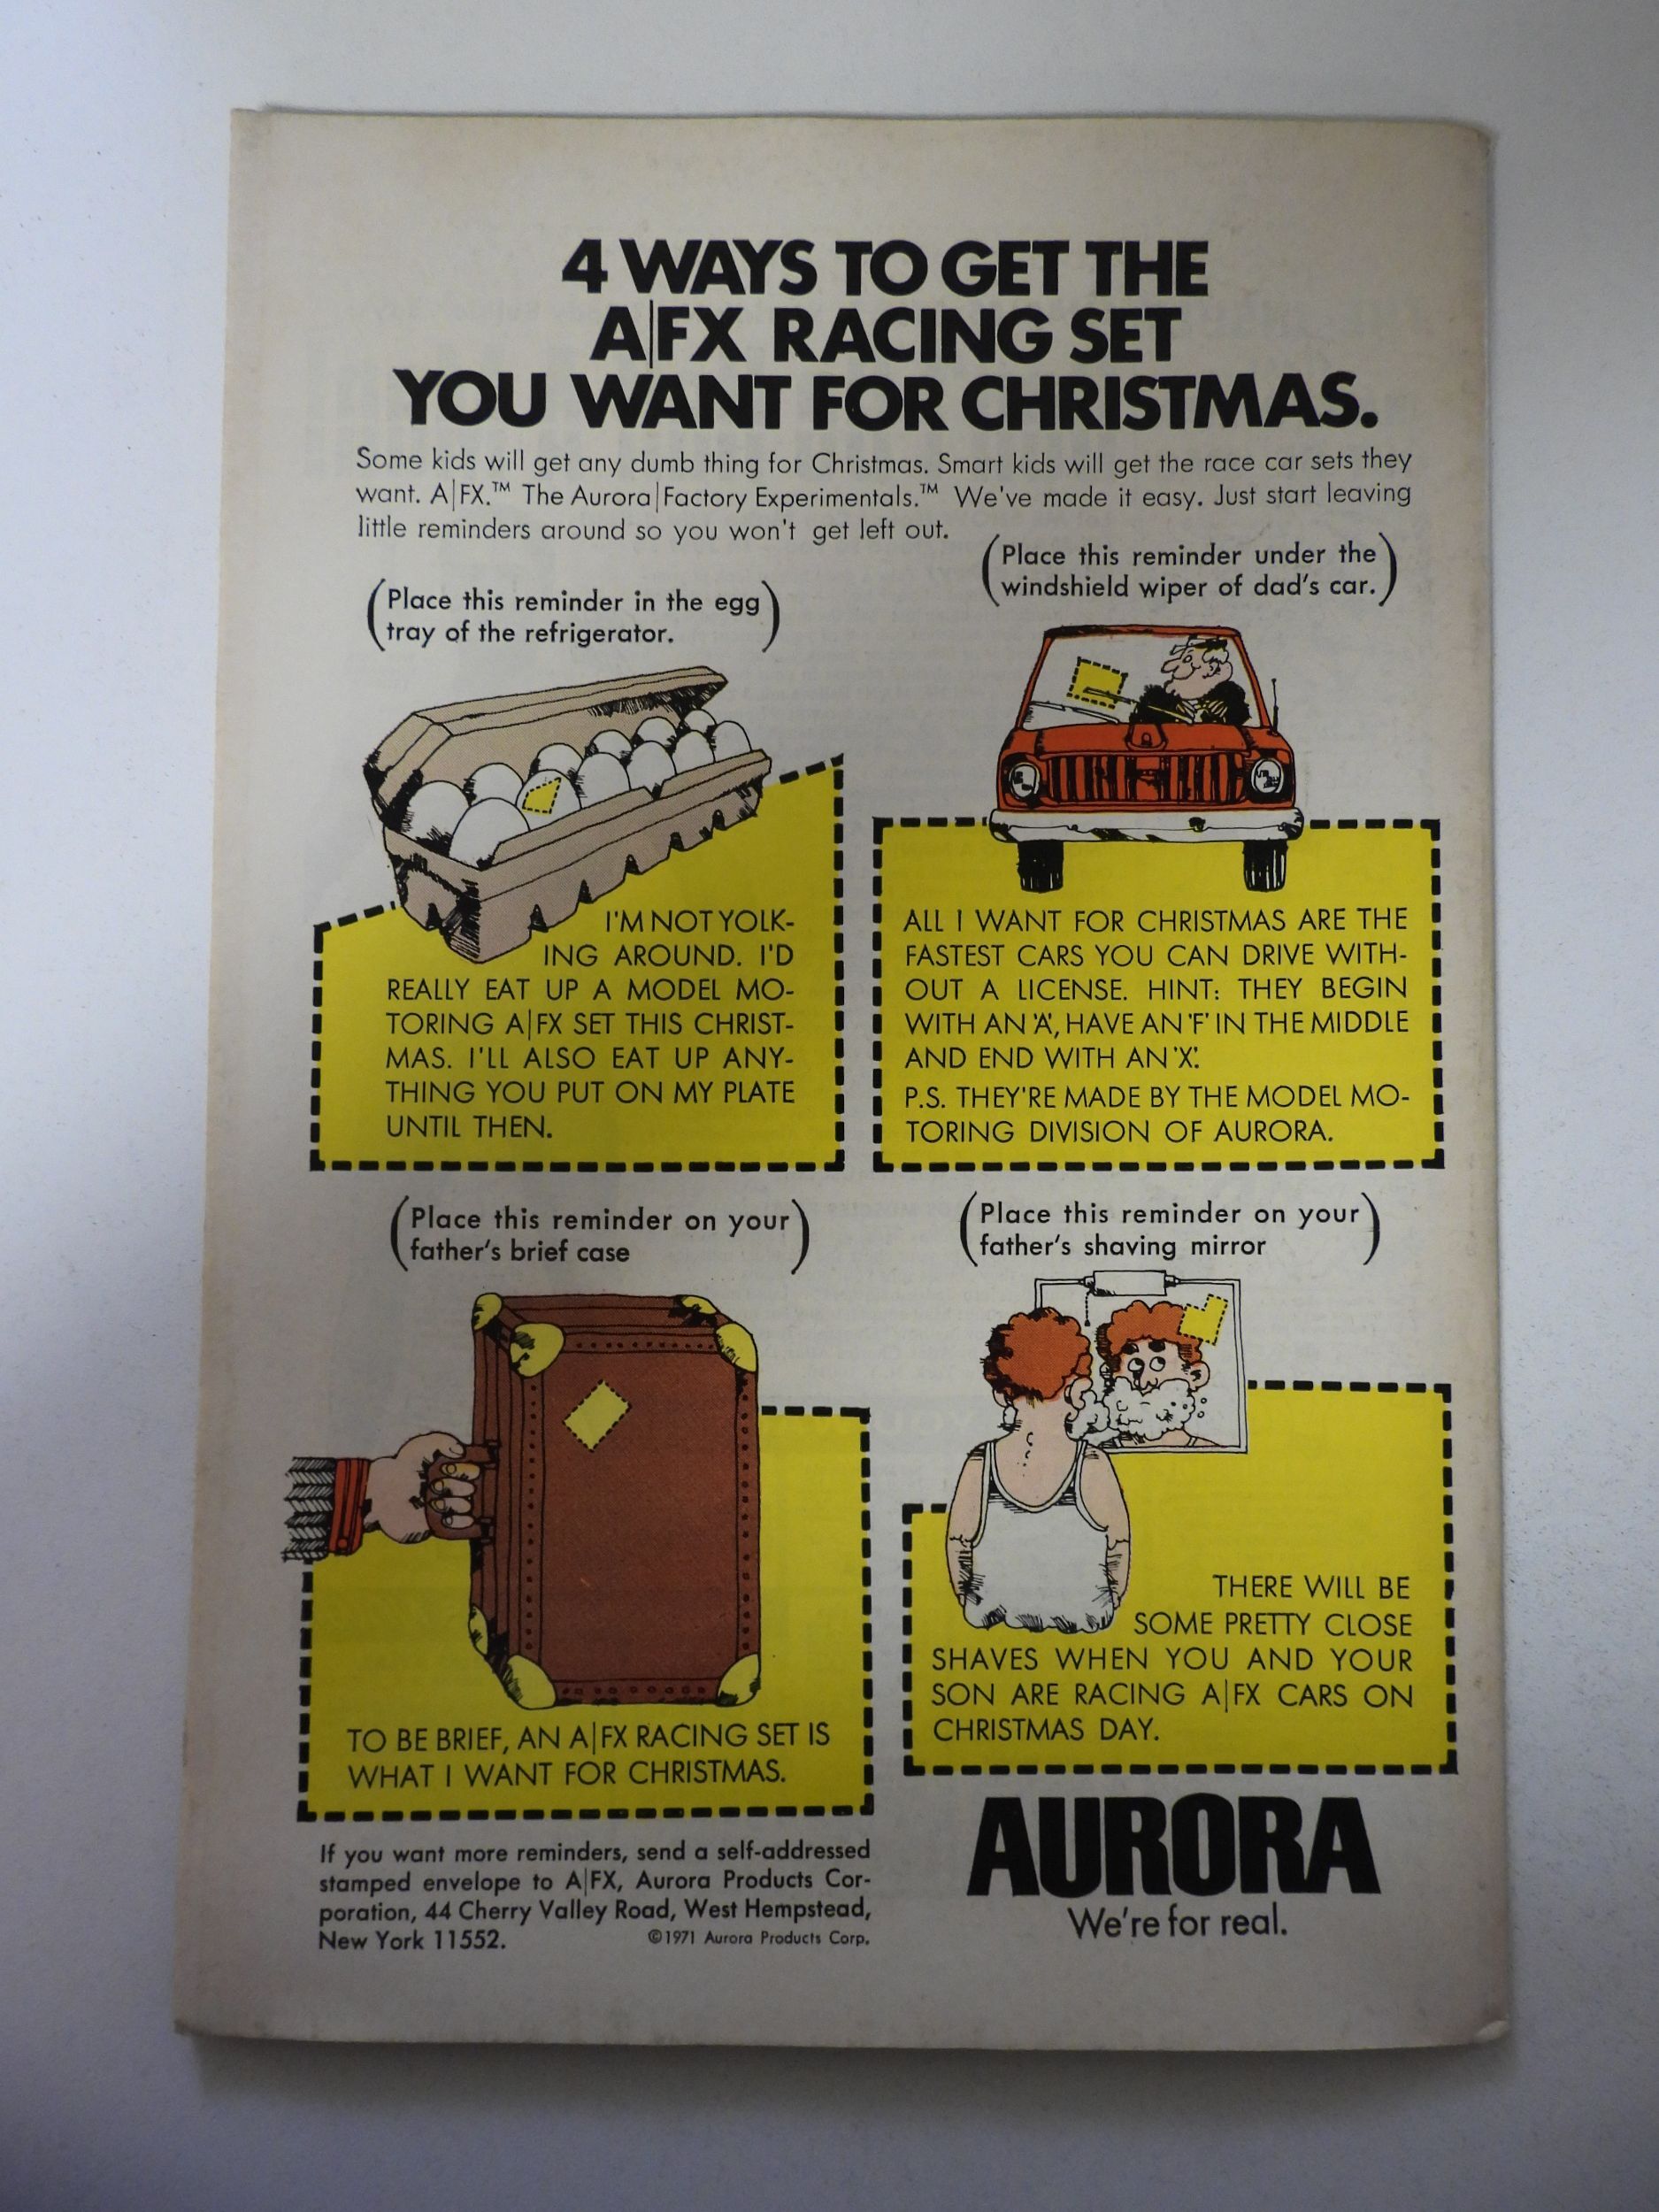 4 WAYS TO GET THE
A|FX RACING SET
YOU WANT FOR CHRISTMAS.
Some kids will get any dumb thing for Christmas. Smart kids will get the race car sets they
want. A|FX.™ The Aurora|Factory Experimentals.™ We've made it easy. Just start leaving
little reminders around so you won't get left out.
(Place this reminder in the egg
tray of the refrigerator.)
I'M NOT YOLK-
ING AROUND. I'D
REALLY EAT UP A MODEL MO-
TORING A|FX SET THIS CHRIST-
MAS. I'LL ALSO EAT UP ANY-
THING YOU PUT ON MY PLATE
UNTIL THEN.
(Place this reminder under the
windshield wiper of dad's car.)
ALL I WANT FOR CHRISTMAS ARE THE
FASTEST CARS YOU CAN DRIVE WITH-
OUT A LICENSE. HINT: THEY BEGIN
WITH AN 'A', HAVE AN 'F' IN THE MIDDLE
AND END WITH AN 'X'.
P.S. THEY'RE MADE BY THE MODEL MO-
TORING DIVISION OF AURORA.
(Place this reminder on your
father's brief case)
TO BE BRIEF, AN A|FX RACING SET IS
WHAT I WANT FOR CHRISTMAS.
(Place this reminder on your
father's shaving mirror)
THERE WILL BE
SOME PRETTY CLOSE
SHAVES WHEN YOU AND YOUR
SON ARE RACING A|FX CARS ON
CHRISTMAS DAY.
If you want more reminders, send a self-addressed
stamped envelope to A|FX, Aurora Products Cor-
poration, 44 Cherry Valley Road, West Hempstead,
New York 11552. ©1971 Aurora Products Corp.
AURORA
We're for real.